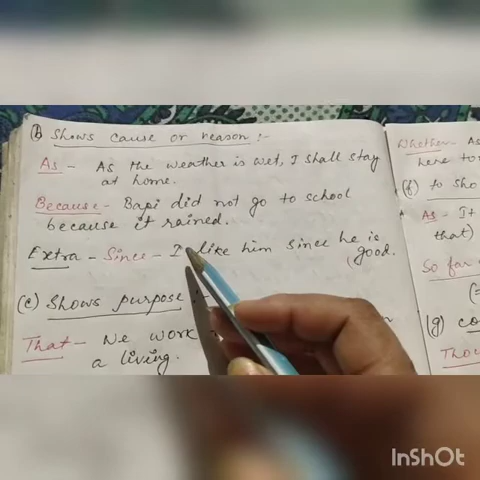 (b) Shows cause or reason :-
As - As the weather is wet, I shall stay
at home.
Because - Bapi did not go to school
because it rained.
Extra - Since - I like him since he is
good.
(c) Shows purpose :-
That - We work
a living.
Whether - As
here to
(f) To sho
As - It
that)
So far
(g) co
Thou
InShOt